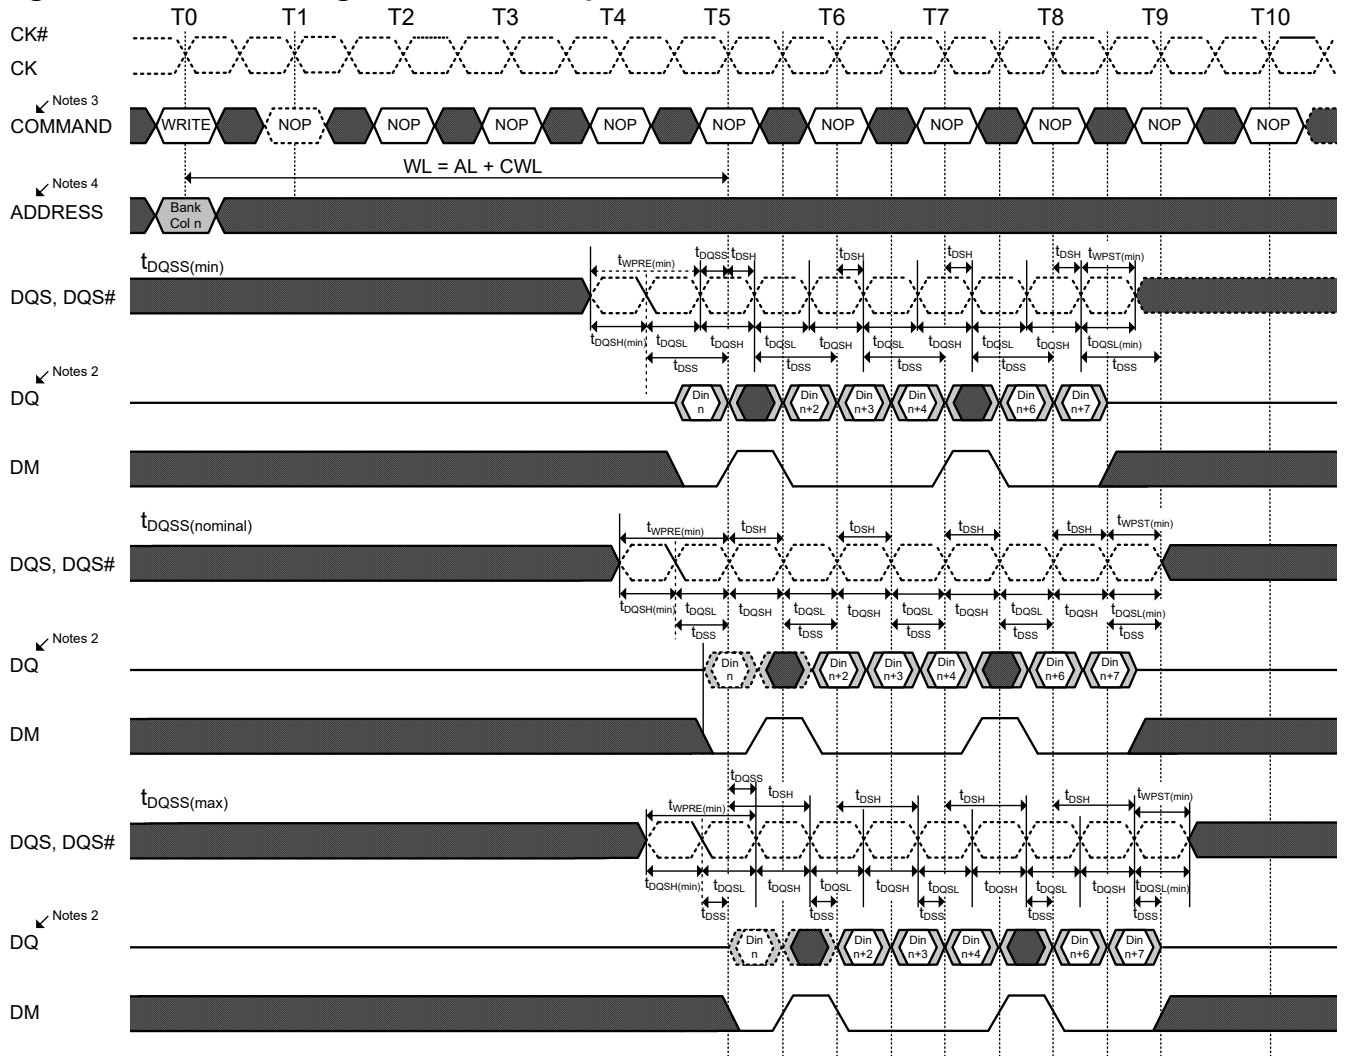 T0 T1 T2 T3 T4 T5 T6 T7 T8 T9 T10
CK#
CK
Notes 3
COMMAND WRITE NOP NOP NOP NOP NOP NOP NOP NOP NOP NOP
WL = AL + CWL
Notes 4
ADDRESS Bank Col n
tDQSS(min) tWPRE(min) tDQSS tDSH tDSH tDSH tDSH tWPST(min)
DQS, DQS#
tDQSH(min) tDQSL tDQSH tDQSL tDQSH tDQSL tDQSH tDQSL tDQSH tDQSL(min)
tDSS tDSS tDSS tDSS tDSS
Notes 2
DQ Din n Din n+2 Din n+3 Din n+4 Din n+6 Din n+7
DM
tDQSS(nominal) tWPRE(min) tDSH tDSH tDSH tDSH tWPST(min)
DQS, DQS#
tDQSH(min) tDQSL tDQSH tDQSL tDQSH tDQSL tDQSH tDQSL tDQSH tDQSL(min)
tDSS tDSS tDSS tDSS tDSS
Notes 2
DQ Din n Din n+2 Din n+3 Din n+4 Din n+6 Din n+7
DM
tDQSS
tDQSS(max) tWPRE(min) tDSH tDSH tDSH tDSH tWPST(min)
DQS, DQS#
tDQSH(min) tDQSL tDQSH tDQSL tDQSH tDQSL tDQSH tDQSL tDQSH tDQSL(min)
tDSS tDSS tDSS tDSS tDSS
Notes 2
DQ Din n Din n+2 Din n+3 Din n+4 Din n+6 Din n+7
DM